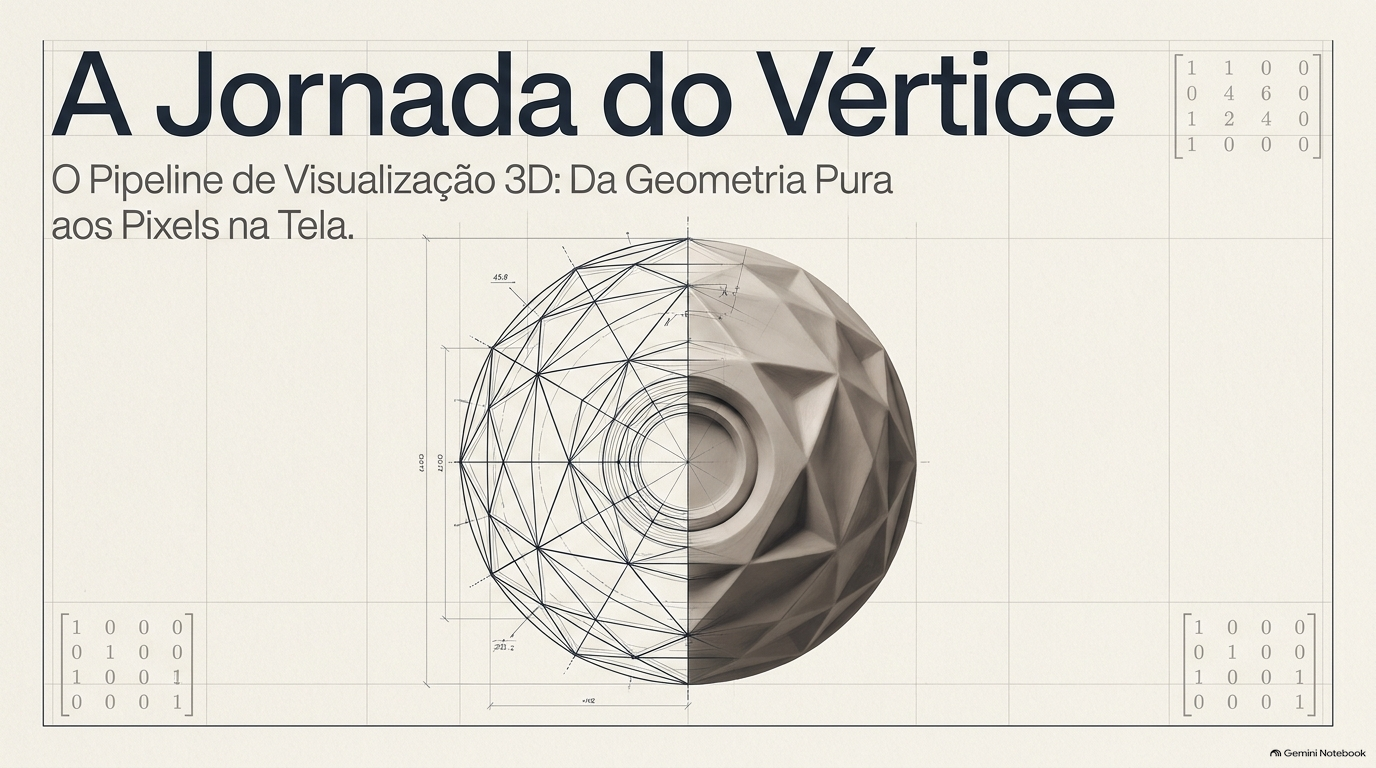 A Jornada do Vértice
O Pipeline de Visualização 3D: Da Geometria Pura
aos Pixels na Tela.
1 1 0 0
0 4 6 0
1 2 4 0
1 0 0 0
45.8
1 0 0 0
0 1 0 0
1 0 0 1
0 0 0 1
1 0 0 0
0 1 0 0
1 0 0 1
0 0 0 1
Gemini Notebook